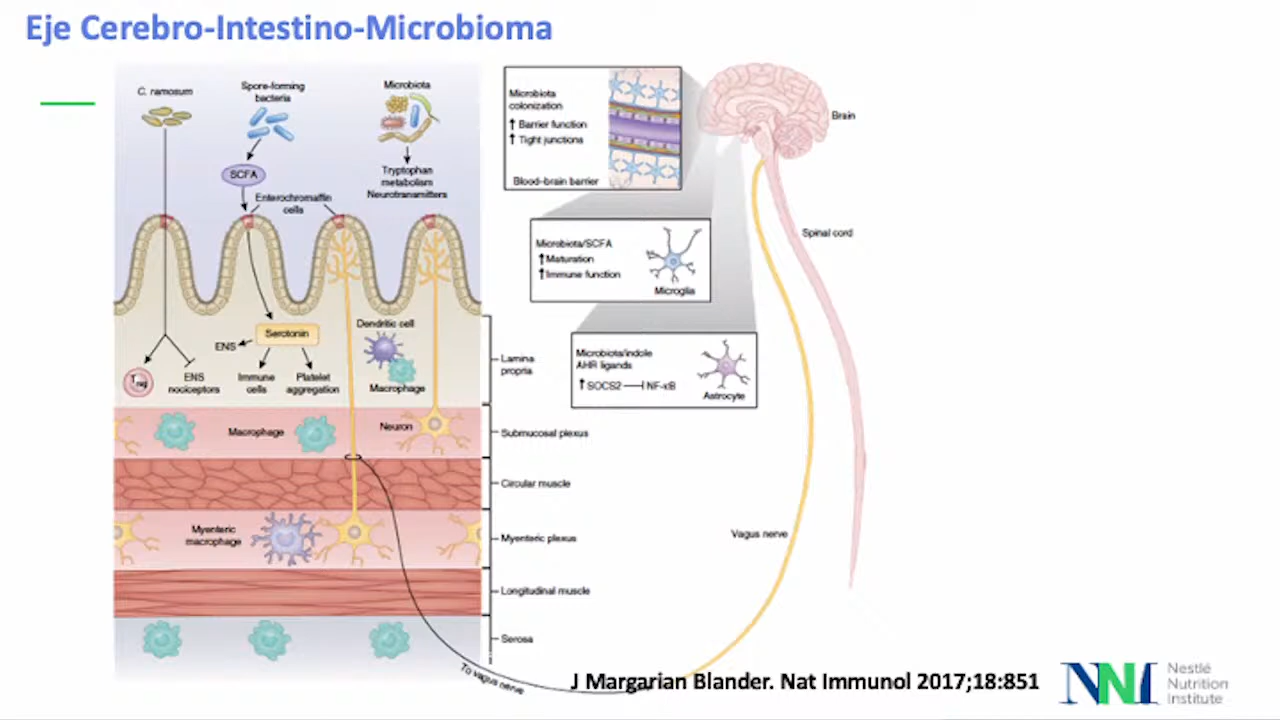 Eje Cerebro-Intestino-Microbioma
C. ramosum
Spore-forming
bacteria
Microbiota
SCFA
Tryptophan
metabolism
Neurotransmitters
Enterochromaffin
cells
Serotonin
ENS
Treg
ENS
nociceptors
Immune
cells
Platelet
aggregation
Dendritic cell
Macrophage
Macrophage
Neuron
Myenteric
macrophage
Lamina
propria
Submucosal plexus
Circular muscle
Myenteric plexus
Longitudinal muscle
Serosa
To vagus nerve
Microbiota
colonization
↑ Barrier function
↑ Tight junctions
Blood–brain barrier
Microbiota/SCFA
↑ Maturation
↑ Immune function
Microglia
Microbiota/indole
AHR ligands
↑ SOCS2 ⊣ NF-κB
Astrocyte
Brain
Spinal cord
Vagus nerve
J Margarian Blander. Nat Immunol 2017;18:851
NNI
Nestlé
Nutrition
Institute